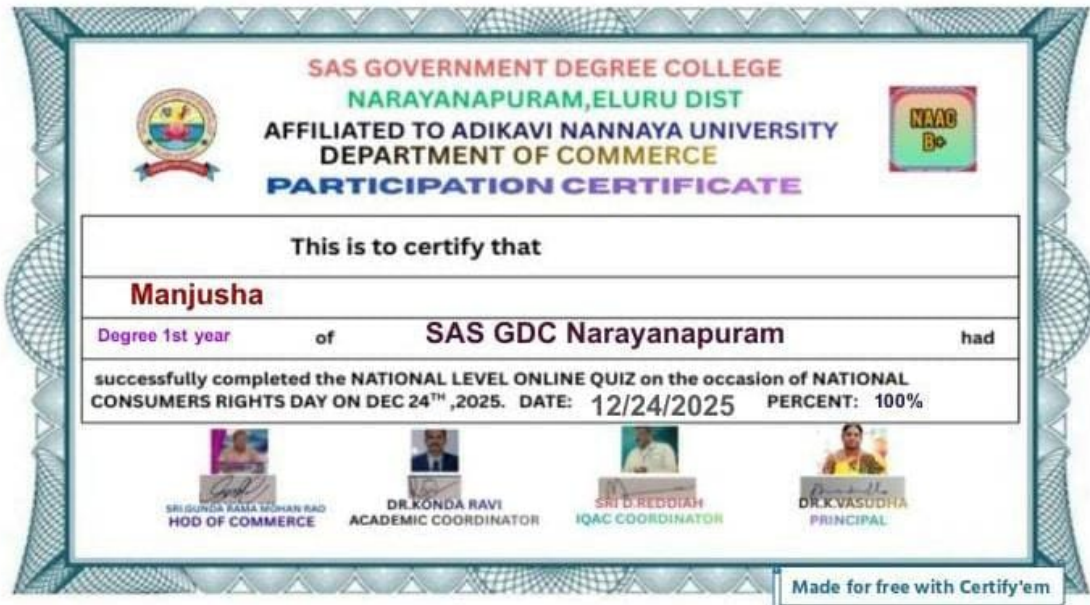 SAS GOVERNMENT DEGREE COLLEGE
NARAYANAPURAM,ELURU DIST
AFFILIATED TO ADIKAVI NANNAYA UNIVERSITY
DEPARTMENT OF COMMERCE
PARTICIPATION CERTIFICATE
NAAC
B+
This is to certify that
Manjusha
Degree 1st year of SAS GDC Narayanapuram had
successfully completed the NATIONAL LEVEL ONLINE QUIZ on the occasion of NATIONAL
CONSUMERS RIGHTS DAY ON DEC 24TH ,2025. DATE: 12/24/2025 PERCENT: 100%
SRI.GUNDA RAMA MOHAN RAO
HOD OF COMMERCE
DR.KONDA RAVI
ACADEMIC COORDINATOR
SRI D.REDDIAH
IQAC COORDINATOR
DR.K.VASUDHA
PRINCIPAL
Made for free with Certify'em